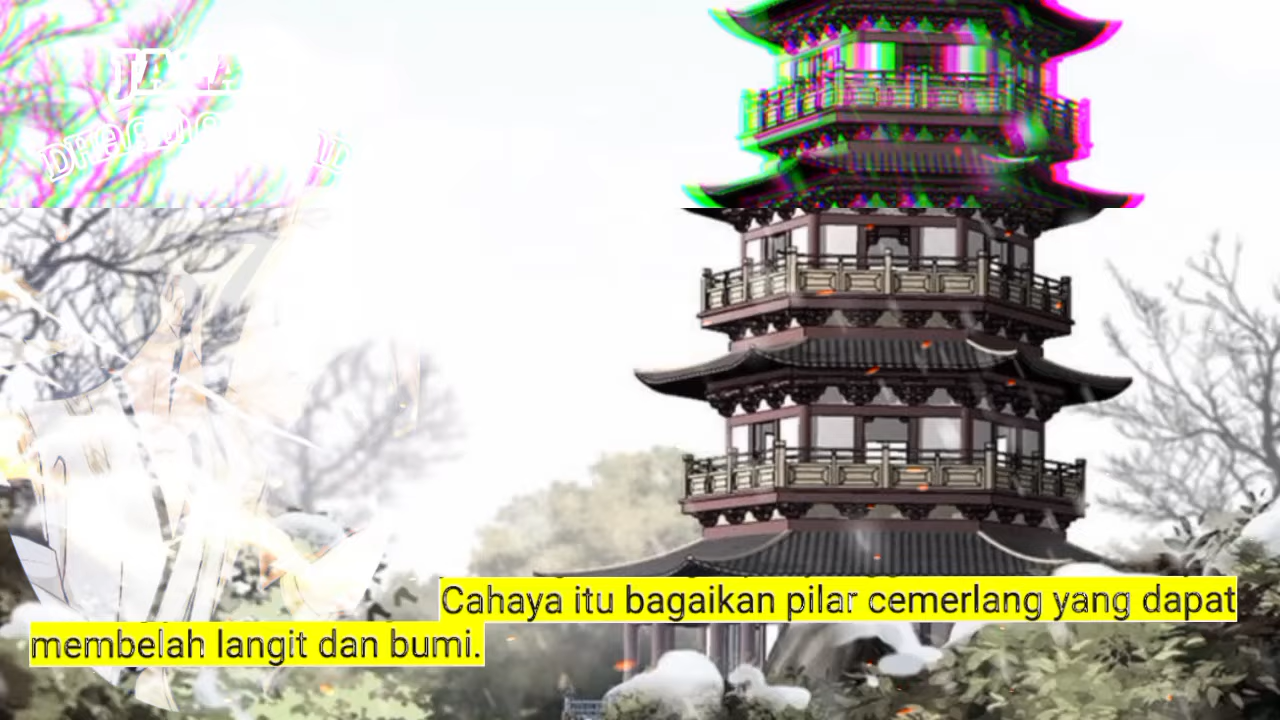 Cahaya itu bagaikan pilar cemerlang yang dapat
membelah langit dan bumi.